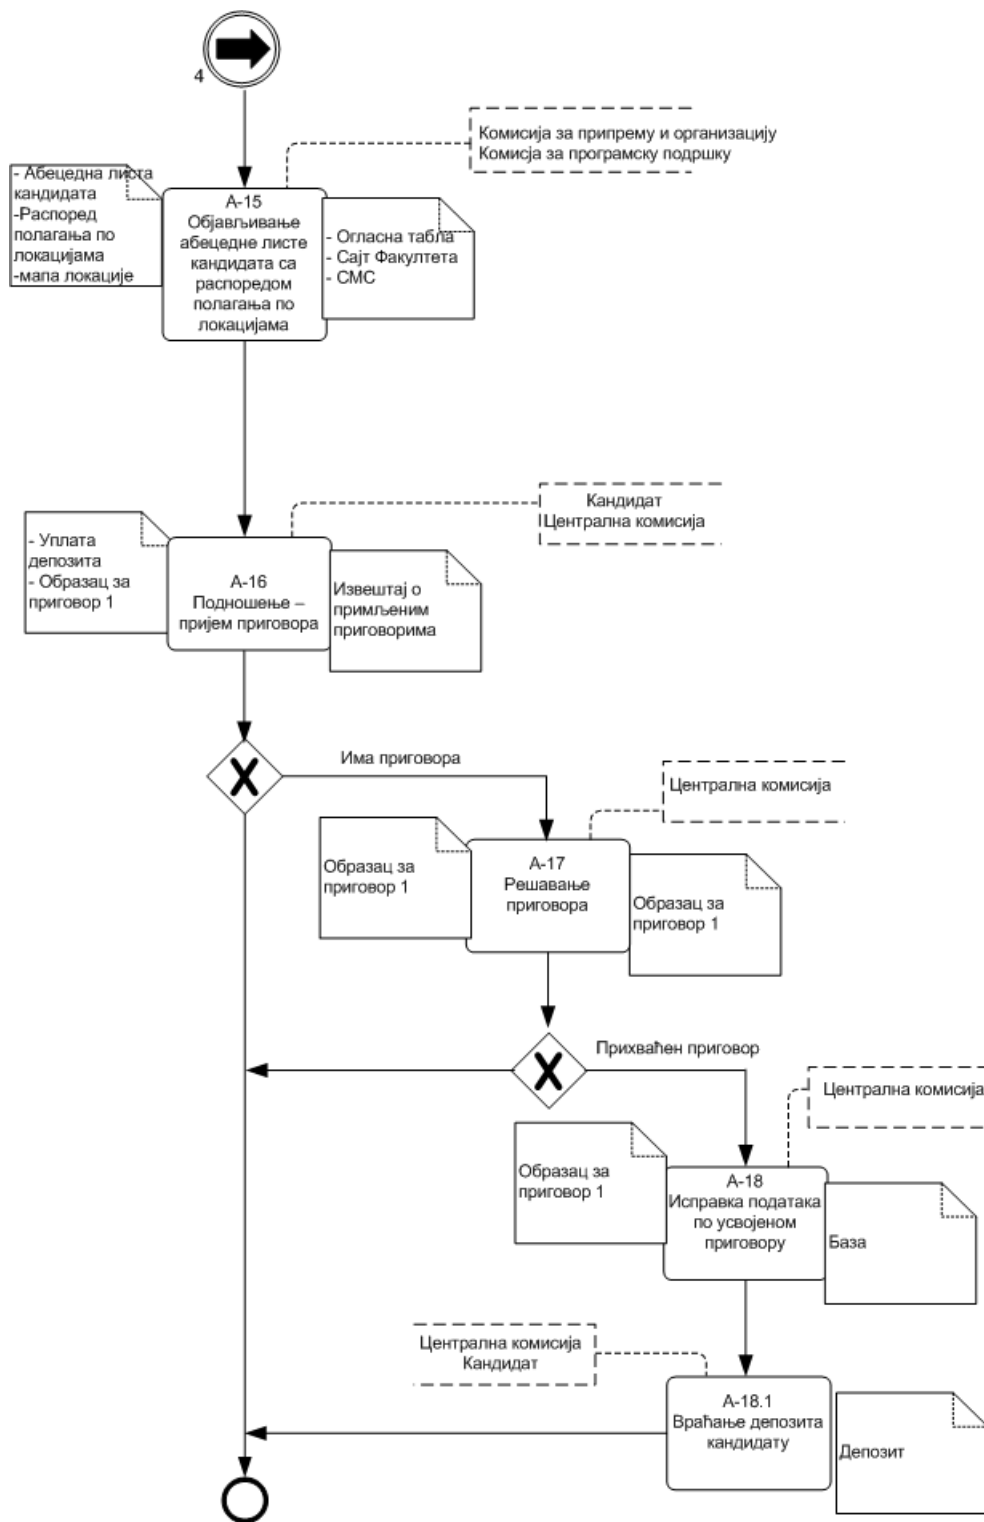 4
Комисија за припрему и организацију
Комисја за програмску подршку
- Абецедна листа
кандидата
-Распоред
полагања по
локацијама
-мапа локације
А-15
Објављивање
абецедне листе
кандидата са
распоредом
полагања по
локацијама
- Огласна табла
- Сајт Факултета
- СМС
Кандидат
Централна комисија
- Уплата
депозита
- Образац за
приговор 1
А-16
Подношење –
пријем приговора
Извештај о
примљеним
приговорима
Има приговора
Централна комисија
Образац за
приговор 1
А-17
Решавање
приговора
Образац за
приговор 1
Прихваћен приговор
Централна комисија
Образац за
приговор 1
А-18
Исправка података
по усвојеном
приговору
База
Централна комисија
Кандидат
А-18.1
Враћање депозита
кандидату
Депозит